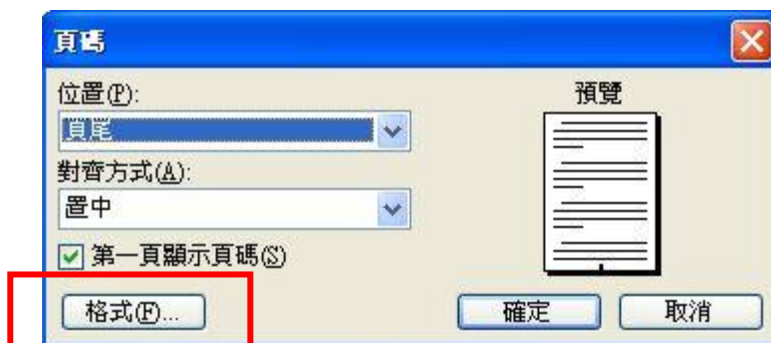 頁碼
位置(P):
預覽
頁尾
對齊方式(A):
置中
第一頁顯示頁碼(S)
格式(F)...
確定
取消